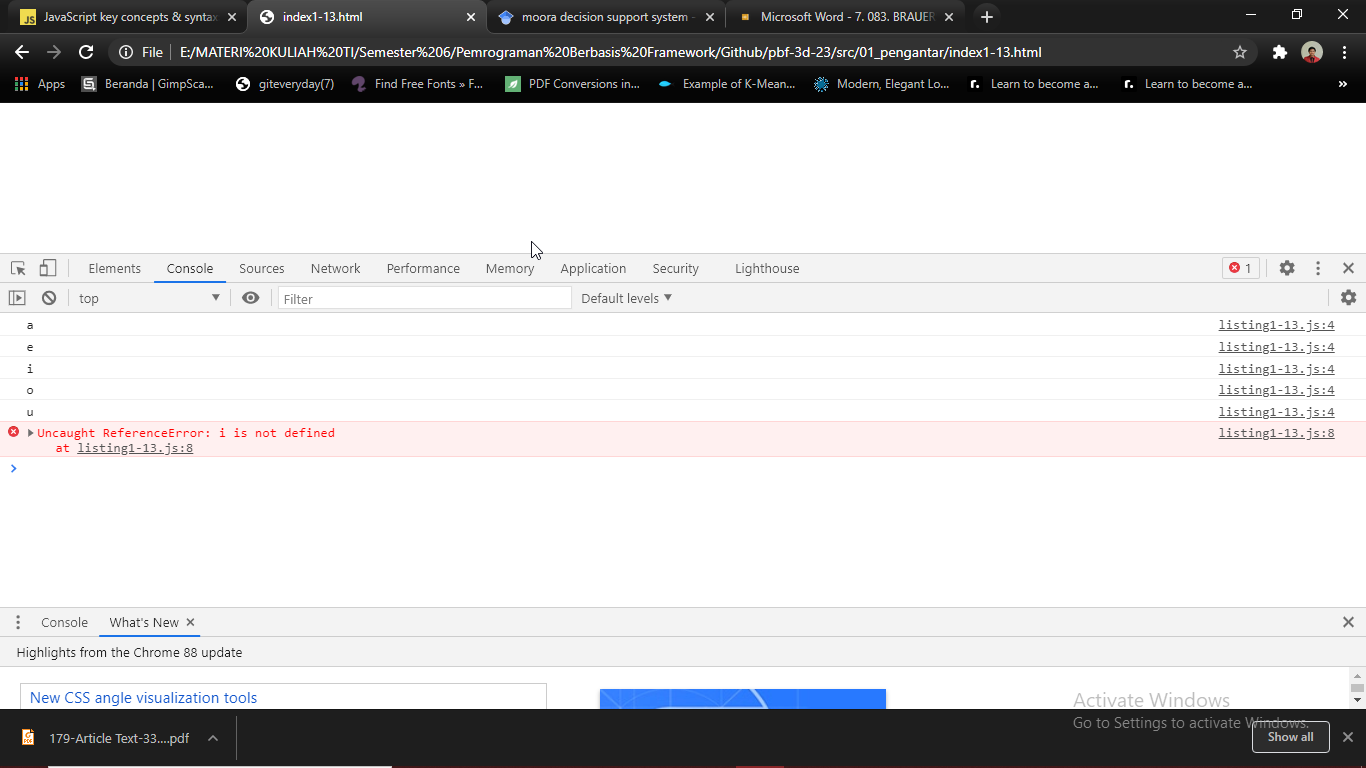 JS JavaScript key concepts & syntax
index1-13.html
moora decision support system -
Microsoft Word - 7. 083. BRAUER
File
E:/MATERI%20KULIAH%20TI/Semester%206/Pemrograman%20Berbasis%20Framework/Github/pbf-3d-23/src/01_pengantar/index1-13.html
Apps
Beranda | GimpSca...
giteveryday(7)
Find Free Fonts » F...
PDF Conversions in...
Example of K-Mean...
Modern, Elegant Lo...
r. Learn to become a...
r. Learn to become a...
»
Elements Console Sources Network Performance Memory Application Security Lighthouse 1
top Filter Default levels
a listing1-13.js:4
e listing1-13.js:4
i listing1-13.js:4
o listing1-13.js:4
u listing1-13.js:4
Uncaught ReferenceError: i is not defined listing1-13.js:8
at listing1-13.js:8
Console What's New
Highlights from the Chrome 88 update
New CSS angle visualization tools
Activate Windows
Go to Settings to activate Windows.
179-Article Text-33....pdf
Show all